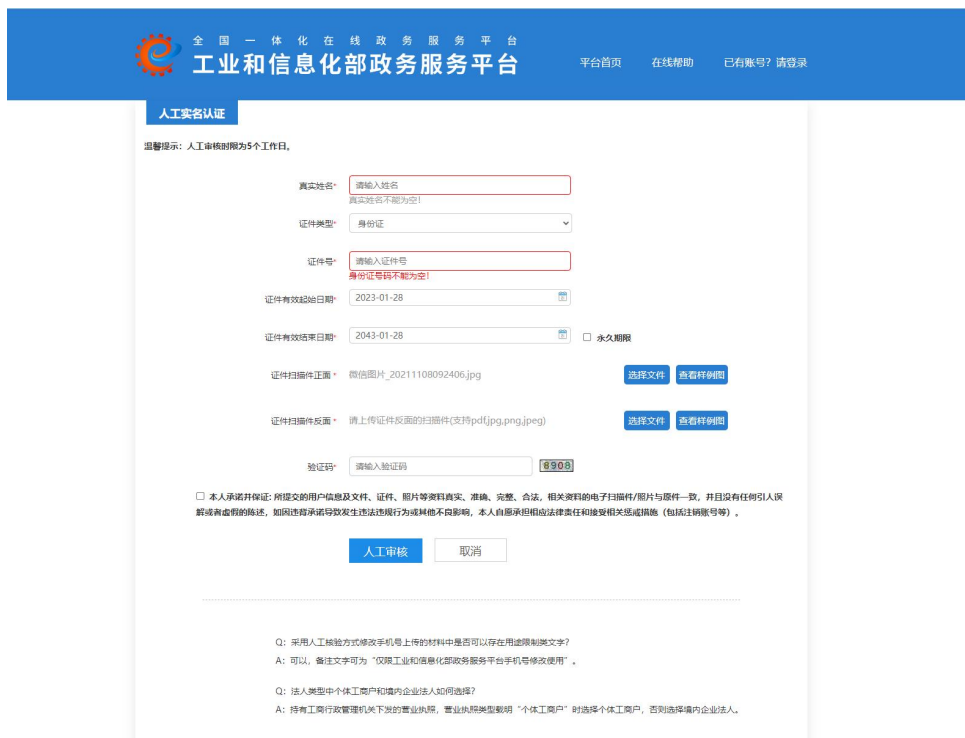 全国一体化在线政务服务平台
工业和信息化部政务服务平台
平台首页 在线帮助 已有账号？请登录
人工实名认证
温馨提示：人工审核时限为5个工作日。
真实姓名* 请输入姓名
真实姓名不能为空！
证件类型* 身份证
证件号* 请输入证件号
身份证号码不能为空！
证件有效起始日期* 2023-01-28
证件有效结束日期* 2043-01-28 永久期限
证件扫描件正面* 微信图片_20211108092406.jpg 选择文件 查看样例图
证件扫描件反面* 请上传证件反面的扫描件(支持pdf,jpg,png,jpeg) 选择文件 查看样例图
验证码* 请输入验证码 8908
本人承诺并保证：所提交的用户信息及文件、证件、照片等资料真实、准确、完整、合法，相关资料的电子扫描件/照片与原件一致，并且没有任何引人误
解或者虚假的陈述，如因违背承诺导致发生违法违规行为或其他不良影响，本人自愿承担相应法律责任和接受相关惩戒措施（包括注销账号等）。
人工审核 取消
Q：采用人工核验方式修改手机号上传的材料中是否可以存在用途限制类文字？
A：可以，备注文字可为“仅限工业和信息化部政务服务平台手机号修改使用”。
Q：法人类型中个体工商户和境内企业法人如何选择？
A：持有工商行政管理机关下发的营业执照，营业执照类型载明“个体工商户”时选择个体工商户，否则选择境内企业法人。